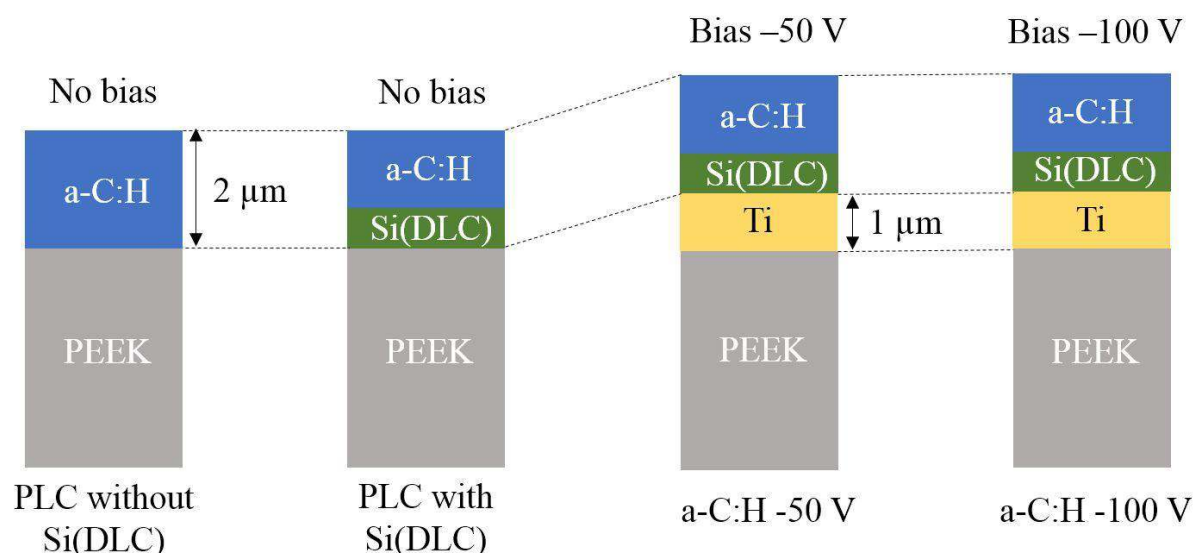 No bias
No bias
Bias –50 V
Bias –100 V
a-C:H
2 µm
a-C:H
Si(DLC)
a-C:H
Si(DLC)
Ti
1 µm
a-C:H
Si(DLC)
Ti
PEEK
PEEK
PEEK
PEEK
PLC without
Si(DLC)
PLC with
Si(DLC)
a-C:H -50 V
a-C:H -100 V